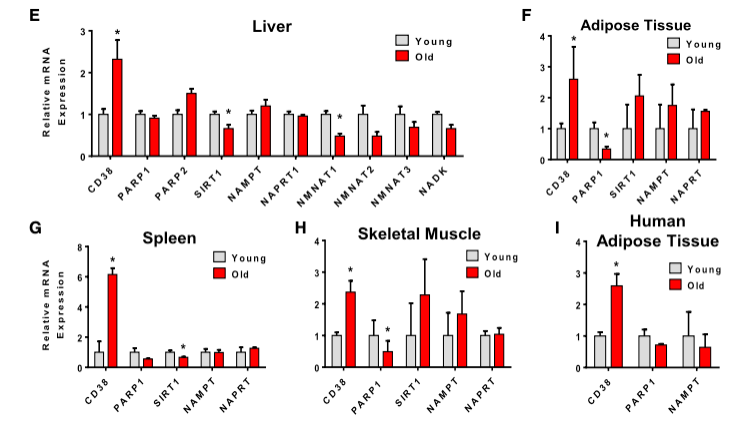 E
Liver
Relative mRNA
Expression
3
2
1
0
Young
Old
*
*
*
CD38
PARP1
PARP2
SIRT1
NAMPT
NAPRT1
NMNAT1
NMNAT2
NMNAT3
NADK
F
Adipose Tissue
4
3
2
1
0
Young
Old
*
*
CD38
PARP1
SIRT1
NAMPT
NAPRT
G
Spleen
Relative mRNA
Expression
8
6
4
2
0
Young
Old
*
*
CD38
PARP1
SIRT1
NAMPT
NAPRT
H
Skeletal Muscle
4
3
2
1
0
Young
Old
*
*
CD38
PARP1
SIRT1
NAMPT
NAPRT
I
Human
Adipose Tissue
4
3
2
1
0
Young
Old
*
CD38
PARP1
NAMPT